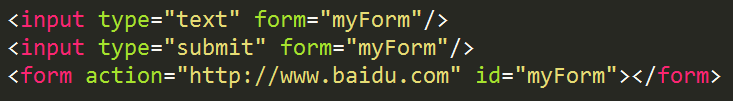 <input type="text" form="myForm"/>
<input type="submit" form="myForm"/>
<form action="http://www.baidu.com" id="myForm"></form>